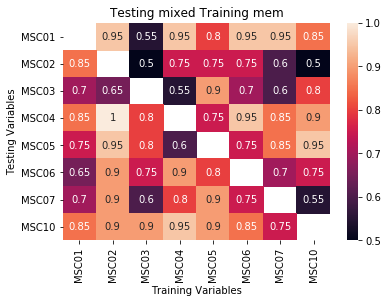 Testing mixed Training mem
MSC01 0.95 0.55 0.95 0.8 0.95 0.95 0.85
MSC02 0.85 0.5 0.75 0.75 0.75 0.6 0.5
MSC03 0.7 0.65 0.55 0.9 0.7 0.6 0.8
MSC04 0.85 1 0.8 0.75 0.95 0.85 0.9
MSC05 0.75 0.95 0.8 0.6 0.75 0.85 0.95
MSC06 0.65 0.9 0.75 0.9 0.8 0.7 0.75
MSC07 0.7 0.9 0.6 0.8 0.9 0.75 0.55
MSC10 0.85 0.9 0.9 0.95 0.9 0.85 0.75
MSC01 MSC02 MSC03 MSC04 MSC05 MSC06 MSC07 MSC10
Training Variables
Testing Variables
1.0
0.9
0.8
0.7
0.6
0.5